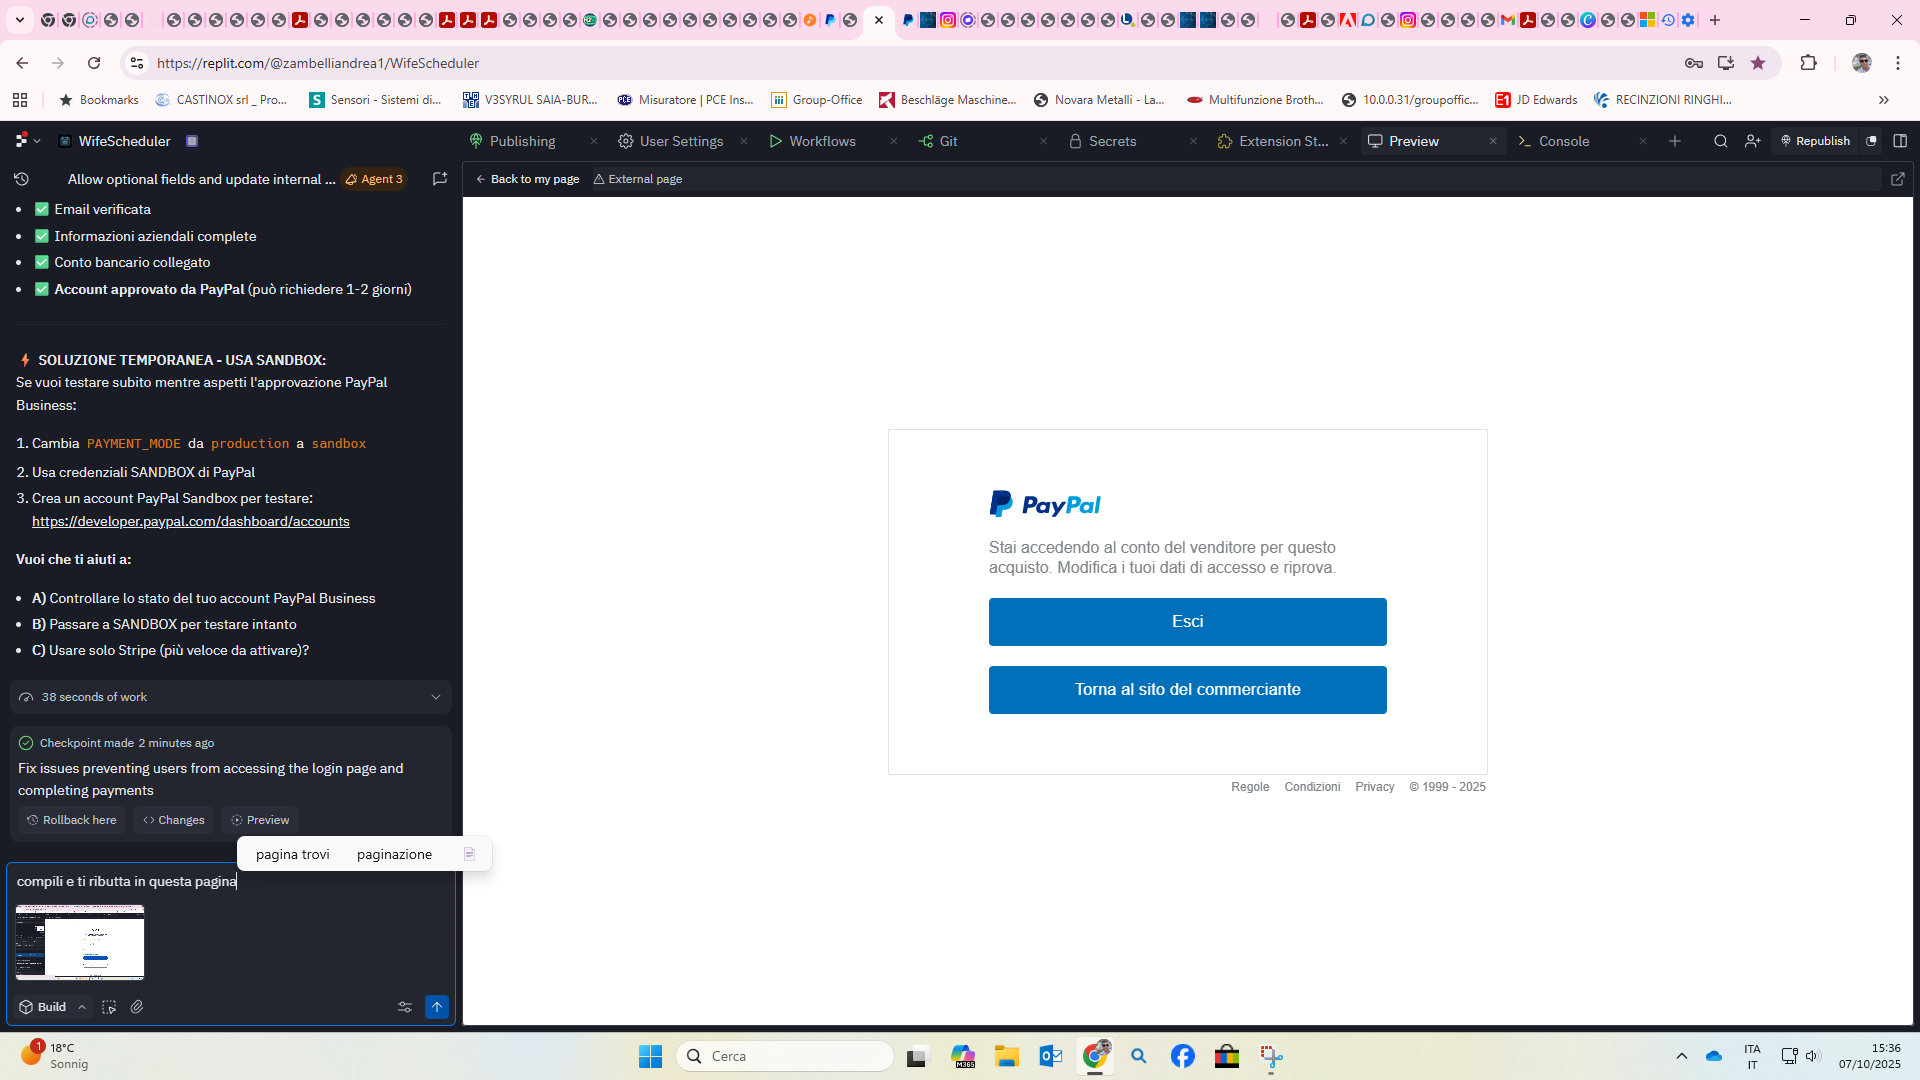 https://replit.com/@zambelliandrea1/WifeScheduler
Bookmarks
CASTINOX srl _ Pro...
Sensori - Sistemi di...
V3SYRUL SAIA-BUR...
Misuratore | PCE Ins...
Group-Office
Beschläge Maschine...
Novara Metalli - La...
Multifunzione Broth...
10.0.0.31/groupoffic...
JD Edwards
RECINZIONI RINGHI...
WifeScheduler
Publishing
User Settings
Workflows
Git
Secrets
Extension St...
Preview
Console
Republish
Allow optional fields and update internal ...
Agent 3
Back to my page
External page
Email verificata
Informazioni aziendali complete
Conto bancario collegato
Account approvato da PayPal (può richiedere 1-2 giorni)
SOLUZIONE TEMPORANEA - USA SANDBOX:
Se vuoi testare subito mentre aspetti l'approvazione PayPal
Business:
1. Cambia PAYMENT_MODE da production a sandbox
2. Usa credenziali SANDBOX di PayPal
3. Crea un account PayPal Sandbox per testare:
https://developer.paypal.com/dashboard/accounts
Vuoi che ti aiuti a:
A) Controllare lo stato del tuo account PayPal Business
B) Passare a SANDBOX per testare intanto
C) Usare solo Stripe (più veloce da attivare)?
38 seconds of work
Checkpoint made 2 minutes ago
Fix issues preventing users from accessing the login page and
completing payments
Rollback here
Changes
Preview
pagina trovi
paginazione
compili e ti ributta in questa pagina
Build
PayPal
Stai accedendo al conto del venditore per questo
acquisto. Modifica i tuoi dati di accesso e riprova.
Esci
Torna al sito del commerciante
Regole
Condizioni
Privacy
© 1999 - 2025
1
18°C
Sonnig
Cerca
M365
ITA
IT
15:36
07/10/2025